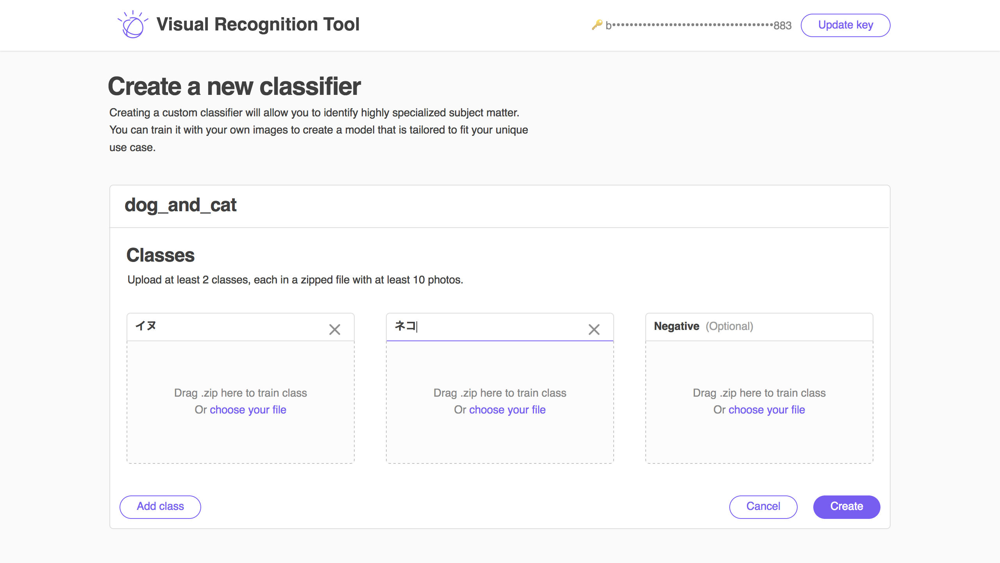 Visual Recognition Tool
b•••••••••••••••••••••••••••••••••••••883
Update key
Create a new classifier
Creating a custom classifier will allow you to identify highly specialized subject matter.
You can train it with your own images to create a model that is tailored to fit your unique
use case.
dog_and_cat
Classes
Upload at least 2 classes, each in a zipped file with at least 10 photos.
イヌ
ネコ
Negative (Optional)
Drag .zip here to train class
Or choose your file
Drag .zip here to train class
Or choose your file
Drag .zip here to train class
Or choose your file
Add class
Cancel
Create